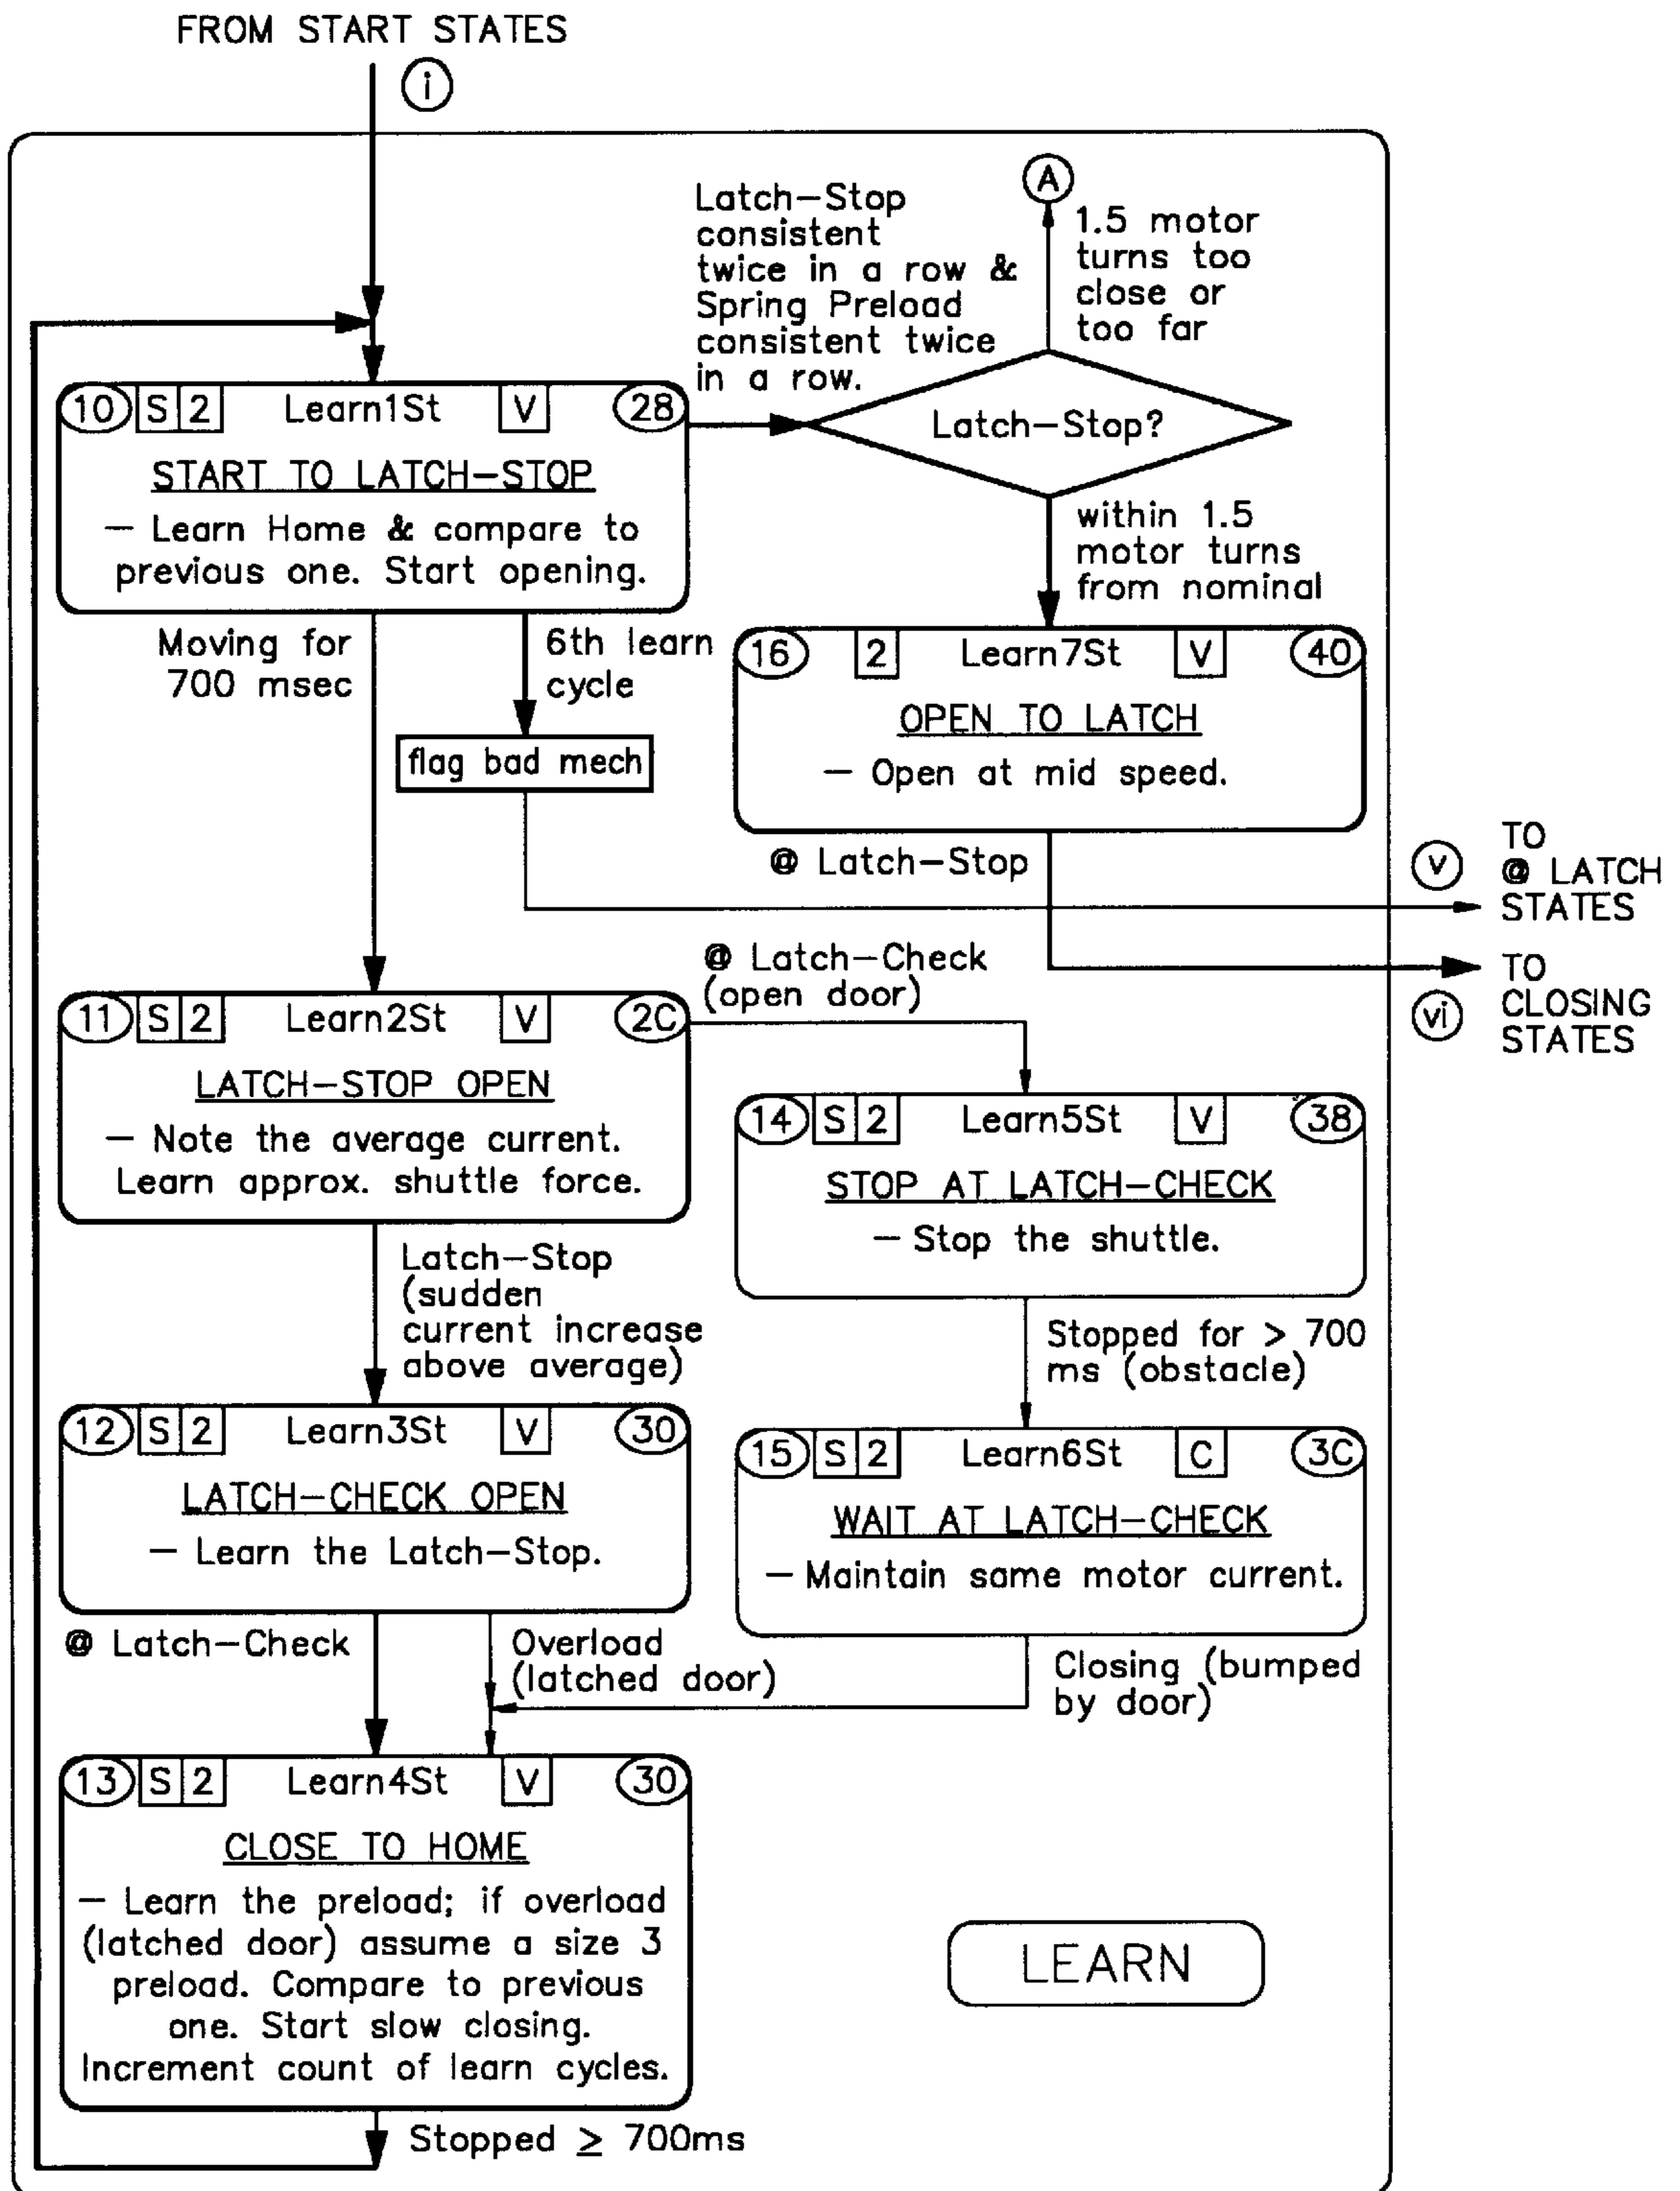 FROM START STATES
i
A
Latch-Stop
consistent
twice in a row &
Spring Preload
consistent twice
in a row.
1.5 motor
turns too
close or
too far
10 S 2 Learn1St V 28
START TO LATCH-STOP
- Learn Home & compare to
previous one. Start opening.
Latch-Stop?
within 1.5
motor turns
from nominal
Moving for
700 msec
6th learn
cycle
flag bad mech
16 2 Learn7St V 40
OPEN TO LATCH
- Open at mid speed.
@ Latch-Stop
v
TO
@ LATCH
STATES
vi
TO
CLOSING
STATES
@ Latch-Check
(open door)
11 S 2 Learn2St V 2C
LATCH-STOP OPEN
- Note the average current.
Learn approx. shuttle force.
14 S 2 Learn5St V 38
STOP AT LATCH-CHECK
- Stop the shuttle.
Latch-Stop
(sudden
current increase
above average)
Stopped for > 700
ms (obstacle)
12 S 2 Learn3St V 30
LATCH-CHECK OPEN
- Learn the Latch-Stop.
15 S 2 Learn6St C 3C
WAIT AT LATCH-CHECK
- Maintain same motor current.
@ Latch-Check
Overload
(latched door)
Closing (bumped
by door)
13 S 2 Learn4St V 30
CLOSE TO HOME
- Learn the preload; if overload
(latched door) assume a size 3
preload. Compare to previous
one. Start slow closing.
Increment count of learn cycles.
LEARN
Stopped ≥ 700ms